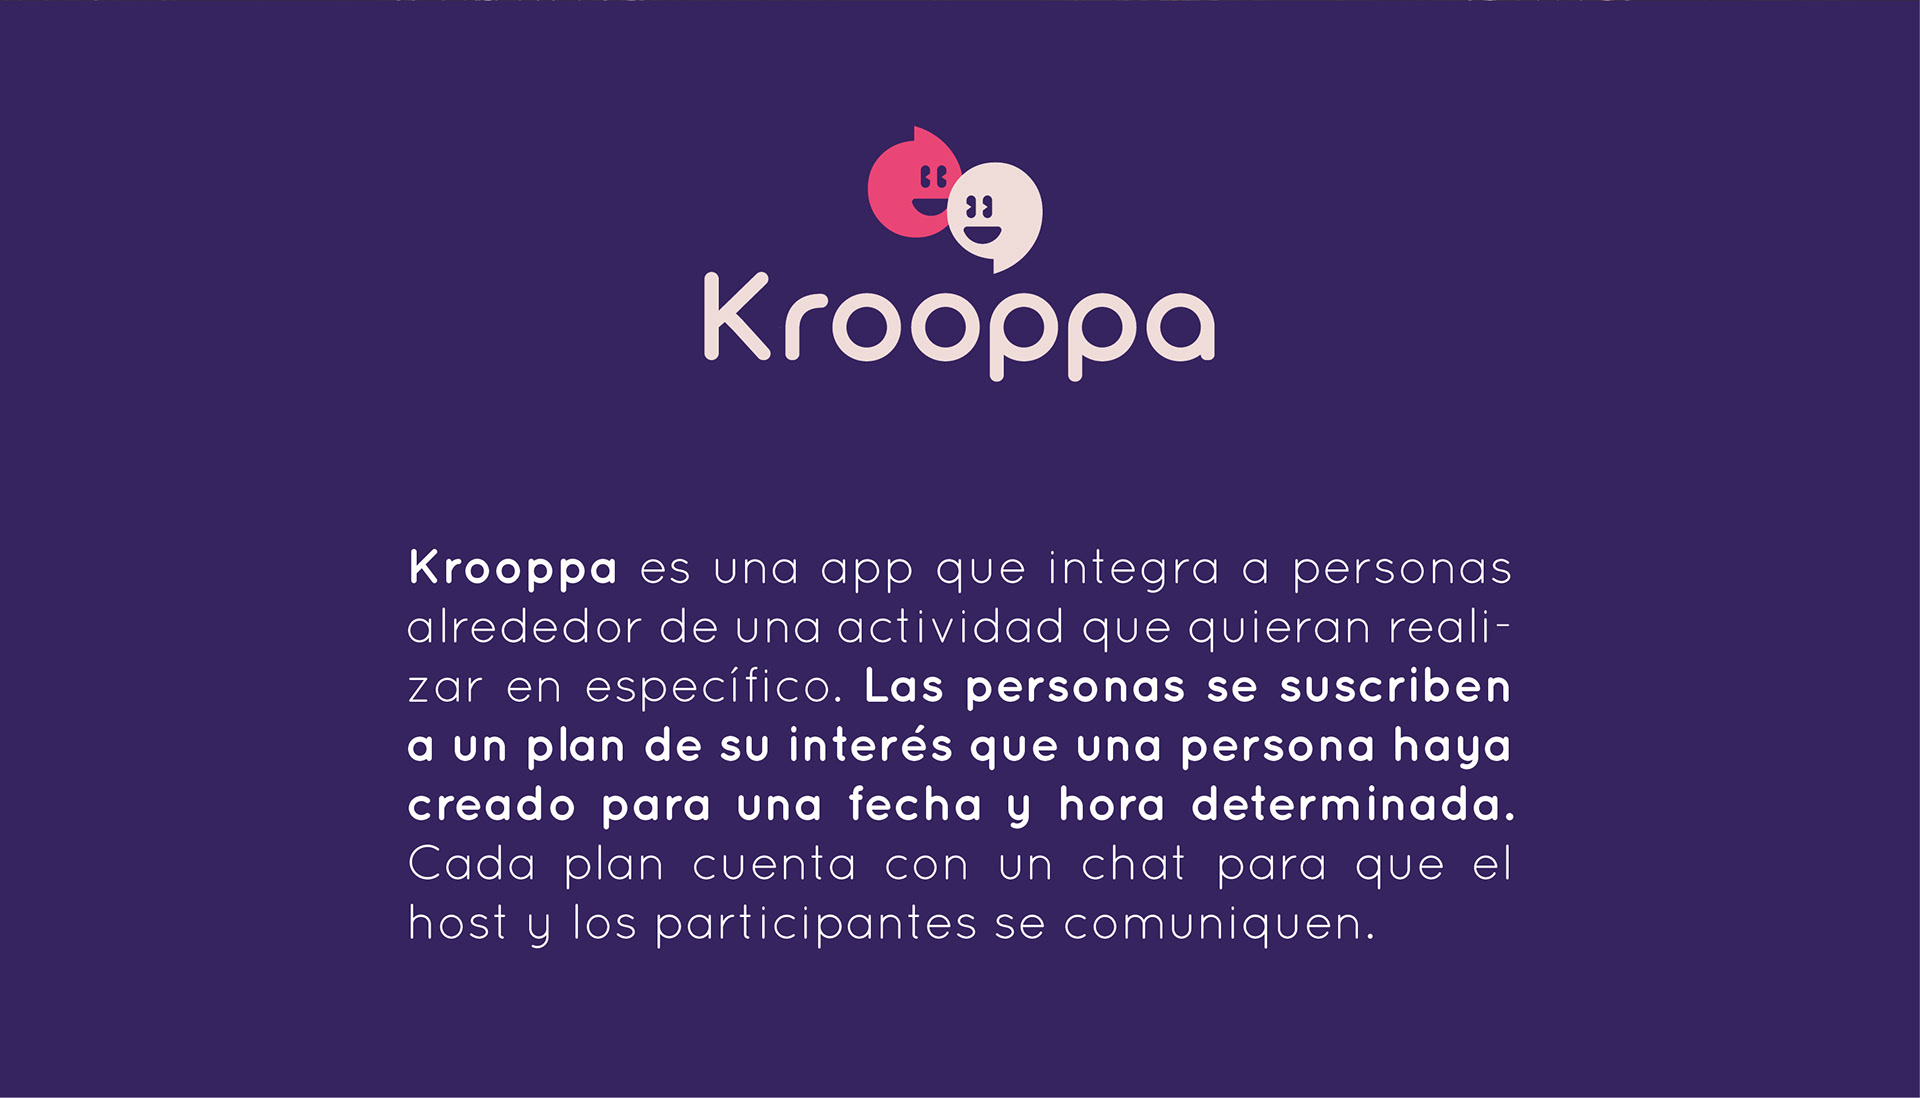 Krooppa
Krooppa es una app que integra a personas
alrededor de una actividad que quieran reali-
zar en específico. Las personas se suscriben
a un plan de su interés que una persona haya
creado para una fecha y hora determinada.
Cada plan cuenta con un chat para que el
host y los participantes se comuniquen.